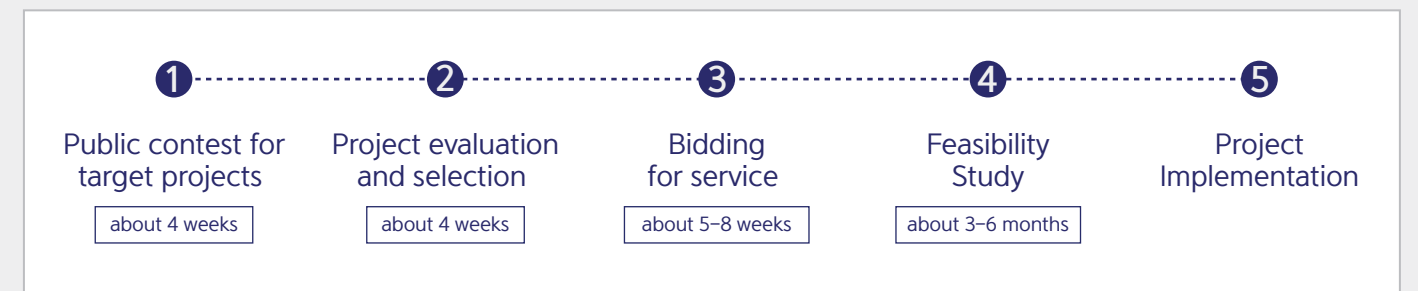 1
2
3
4
5
Public contest for
target projects
about 4 weeks
Project evaluation
and selection
about 4 weeks
Bidding
for service
about 5–8 weeks
Feasibility
Study
about 3–6 months
Project
Implementation